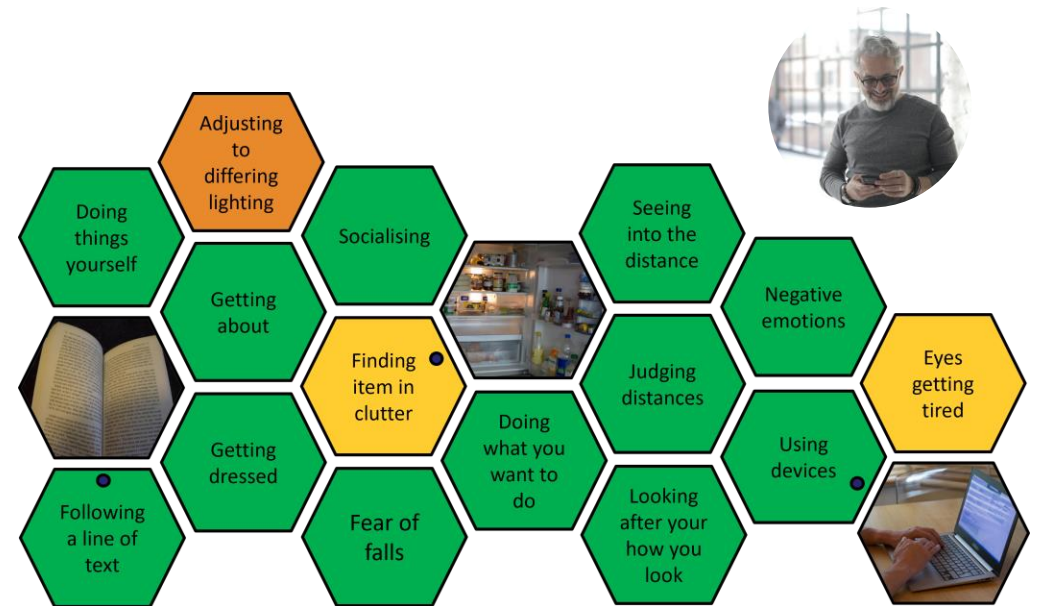 Adjusting
to
differing
lighting
Doing
things
yourself
Socialising
Seeing
into the
distance
Getting
about
Negative
emotions
Finding
item in
clutter
Judging
distances
Eyes
getting
tired
Getting
dressed
Doing
what you
want to
do
Using
devices
Following
a line of
text
Fear of
falls
Looking
after your
how you
look